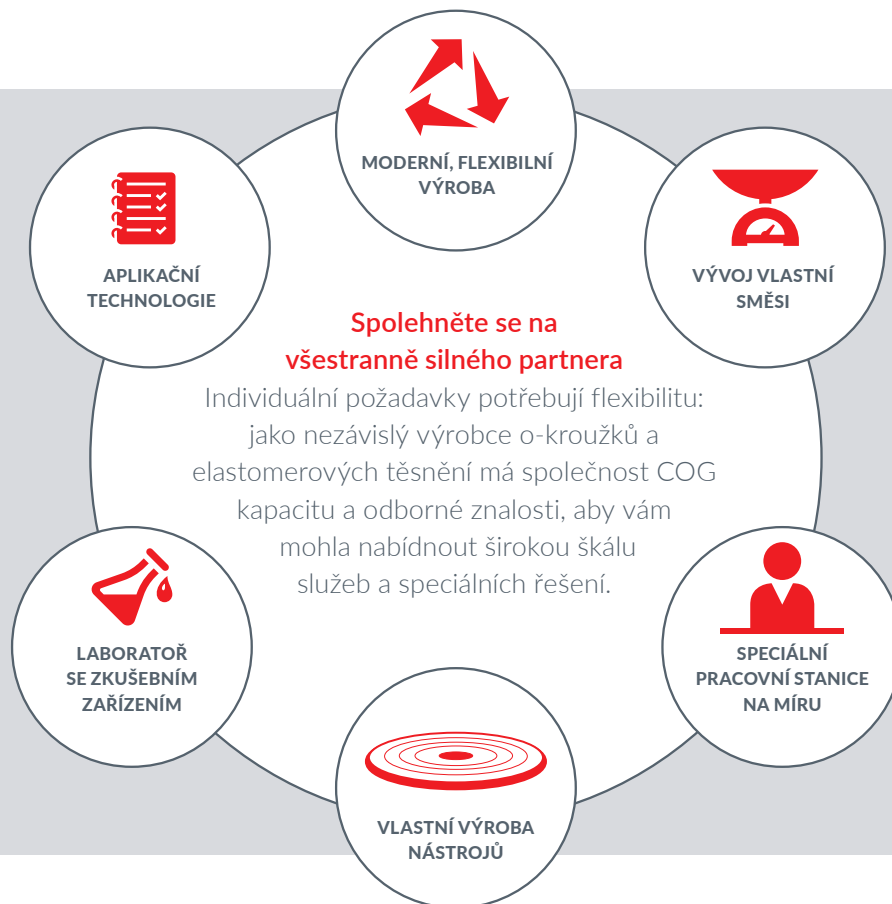 MODERNÍ, FLEXIBILNÍ
VÝROBA
APLIKAČNÍ
TECHNOLOGIE
VÝVOJ VLASTNÍ
SMĚSI
Spolehněte se na
všestranně silného partnera
Individuální požadavky potřebují flexibilitu:
jako nezávislý výrobce o-kroužků a
elastomerových těsnění má společnost COG
kapacitu a odborné znalosti, aby vám
mohla nabídnout širokou škálu
služeb a speciálních řešení.
LABORATOŘ
SE ZKUŠEBNÍM
ZAŘÍZENÍM
SPECIÁLNÍ
PRACOVNÍ STANICE
NA MÍRU
VLASTNÍ VÝROBA
NÁSTROJŮ